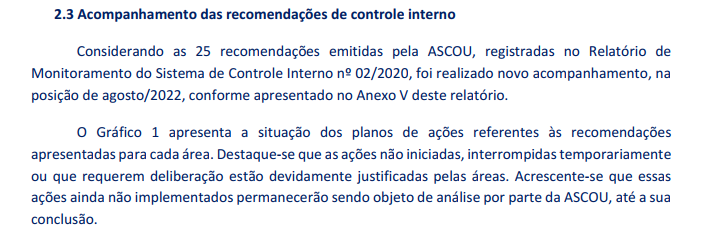 2.3 Acompanhamento das recomendações de controle interno
Considerando as 25 recomendações emitidas pela ASCOU, registradas no Relatório de
Monitoramento do Sistema de Controle Interno nº 02/2020, foi realizado novo acompanhamento, na
posição de agosto/2022, conforme apresentado no Anexo V deste relatório.
O Gráfico 1 apresenta a situação dos planos de ações referentes às recomendações
apresentadas para cada área. Destaque-se que as ações não iniciadas, interrompidas temporariamente
ou que requerem deliberação estão devidamente justificadas pelas áreas. Acrescente-se que essas
ações ainda não implementados permanecerão sendo objeto de análise por parte da ASCOU, até a sua
conclusão.